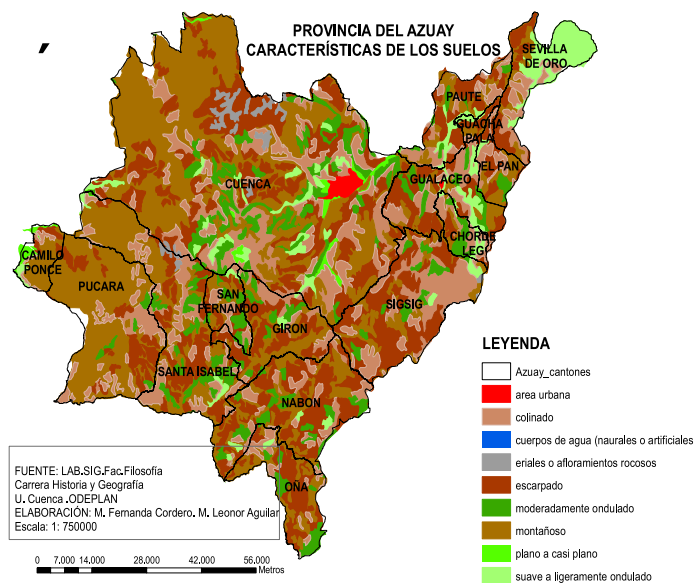 PROVINCIA DEL AZUAY
CARACTERÍSTICAS DE LOS SUELOS
SEVILLA
DE ORO
PAUTE
GUACHA
PALA
EL PAN
GUALACEO
CUENCA
CHORDE
LEG
CAMILO
PONCE
PUCARA
SAN
FERNANDO
SIGSIG
GIRON
SANTA ISABEL
NABON
OÑA
LEYENDA
Azuay_cantones
area urbana
colinado
cuerpos de agua (naurales o artificiales
eriales o afloramientos rocosos
escarpado
moderadamente ondulado
montañoso
plano a casi plano
suave a ligeramente ondulado
FUENTE: LAB.SIG.Fac.Filosofía
Carrera Historia y Geografía
U. Cuenca .ODEPLAN
ELABORACIÓN: M. Fernanda Cordero. M. Leonor Aguilar
Escala: 1: 750000
0 7,000 14,000 28,000 42,000 56,000
Metros